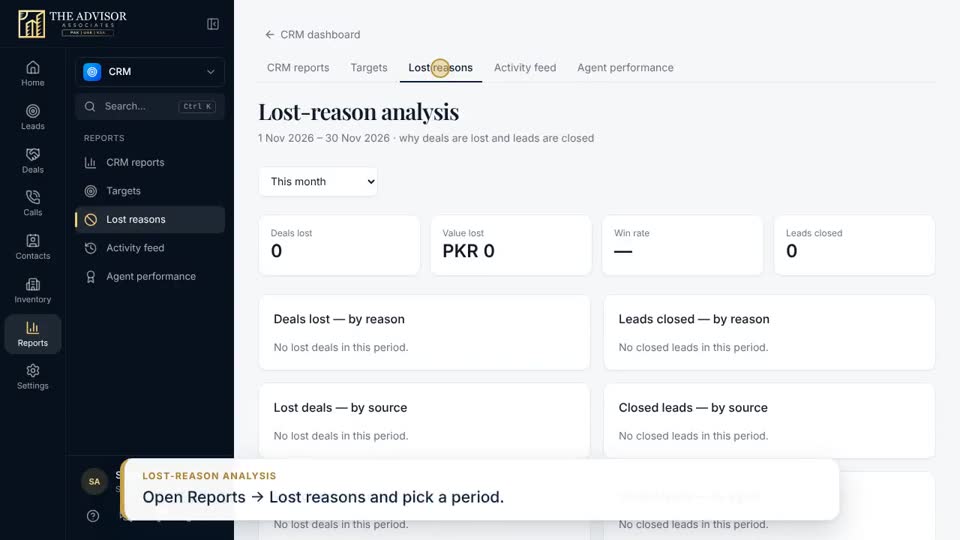 THE ADVISOR
ASSOCIATES
PAK | UAE | KSA
Home
Leads
Deals
Calls
Contacts
Inventory
Reports
Settings
CRM
Search...
Ctrl K
REPORTS
CRM reports
Targets
Lost reasons
Activity feed
Agent performance
SA
← CRM dashboard
CRM reports
Targets
Lost reasons
Activity feed
Agent performance
Lost-reason analysis
1 Nov 2026 – 30 Nov 2026 · why deals are lost and leads are closed
This month
Deals lost
0
Value lost
PKR 0
Win rate
—
Leads closed
0
Deals lost — by reason
No lost deals in this period.
Leads closed — by reason
No closed leads in this period.
Lost deals — by source
No lost deals in this period.
Closed leads — by source
No closed leads in this period.
LOST-REASON ANALYSIS
Open Reports → Lost reasons and pick a period.
No lost deals in this period.
No closed leads in this period.